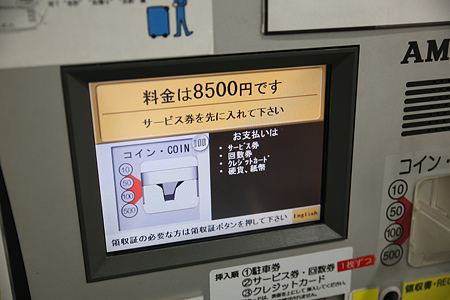 AM
料金は8500円です
サービス券を先に入れて下さい
コイン・COIN
100
お支払いは
・サービス券
・回数券
・クレジットカード
・硬貨、紙幣
10
50
100
500
領収証の必要な方は領収証ボタンを押して下さい
English
コイン・
10
50
100
500
挿入順 ①駐車券
②サービス券・回数券
③クレジットカード
1枚ずつ
領収書・REC